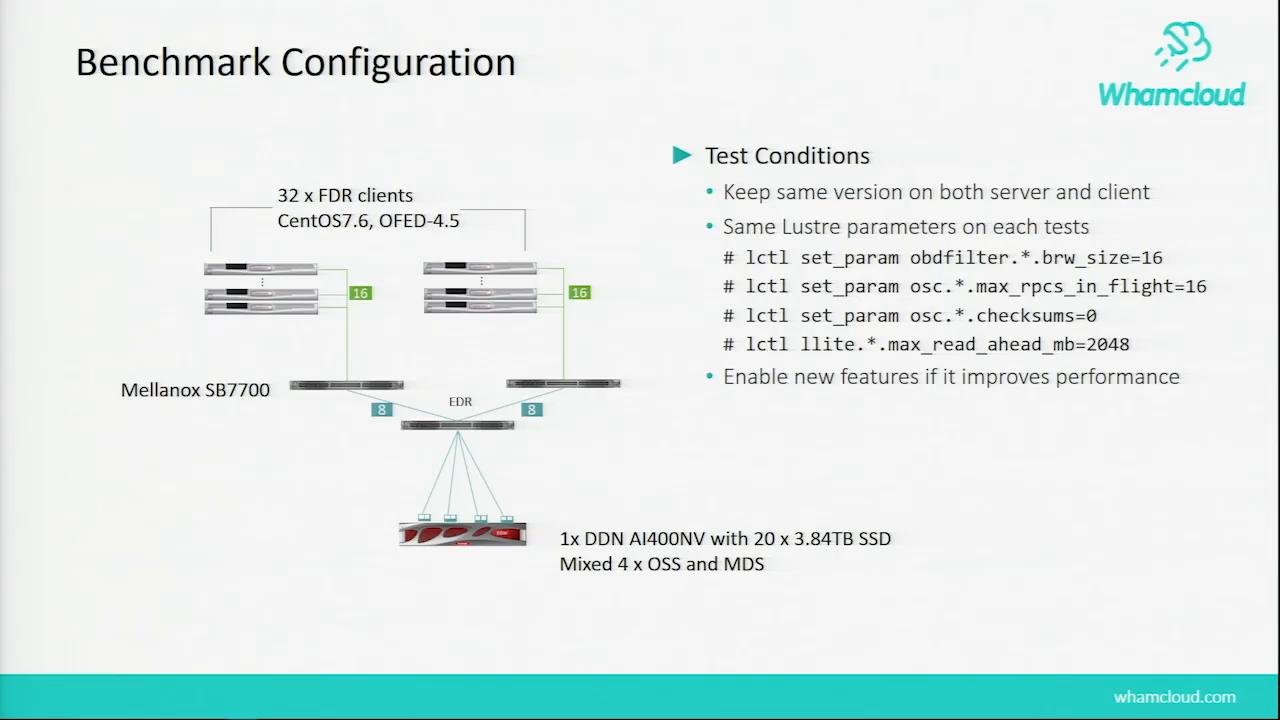 Benchmark Configuration
Whamcloud
32 x FDR clients
CentOS7.6, OFED-4.5
16
16
Mellanox SB7700
EDR
8
8
1x DDN AI400NV with 20 x 3.84TB SSD
Mixed 4 x OSS and MDS
Test Conditions
• Keep same version on both server and client
• Same Lustre parameters on each tests
# lctl set_param obdfilter.*.brw_size=16
# lctl set_param osc.*.max_rpcs_in_flight=16
# lctl set_param osc.*.checksums=0
# lctl llite.*.max_read_ahead_mb=2048
• Enable new features if it improves performance
whamcloud.com